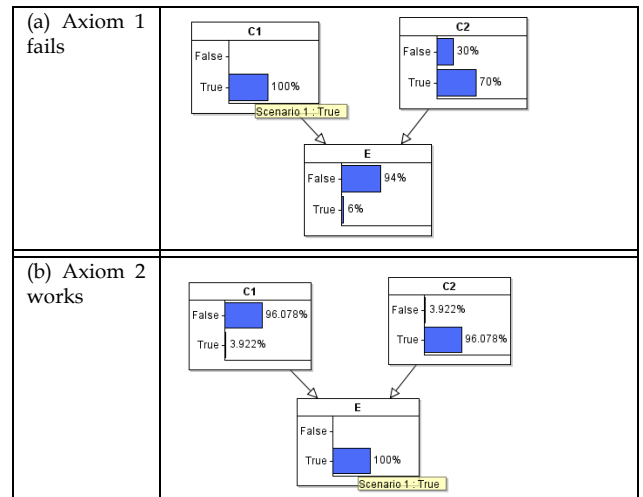 (a) Axiom 1
fails
C1
False
True
100%
Scenario 1 : True
C2
False
30%
True
70%
E
False
94%
True
6%
(b) Axiom 2
works
C1
False
96.078%
True
3.922%
C2
False
3.922%
True
96.078%
E
False
True
100%
Scenario 1 : True